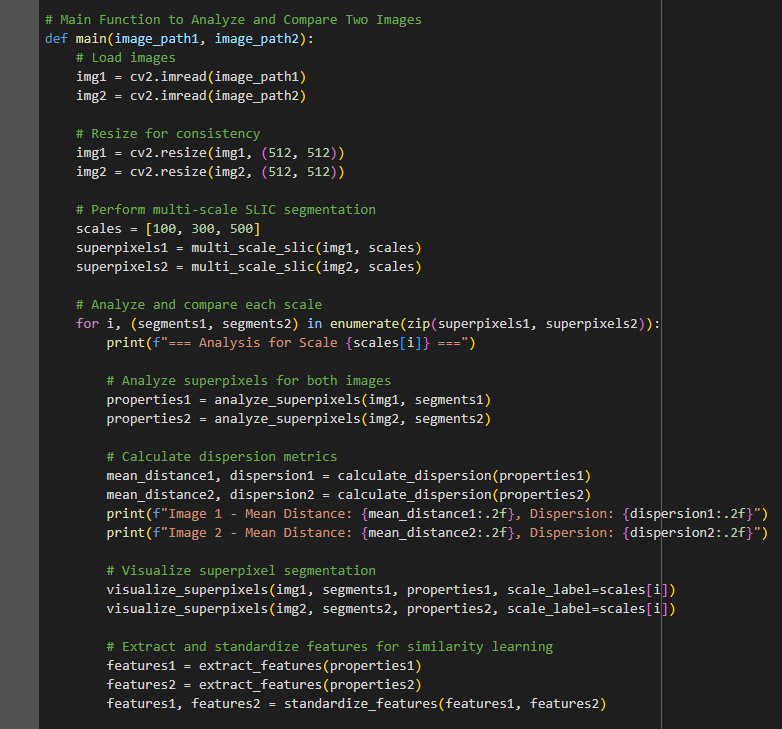 # Main Function to Analyze and Compare Two Images
def main(image_path1, image_path2):
    # Load images
    img1 = cv2.imread(image_path1)
    img2 = cv2.imread(image_path2)

    # Resize for consistency
    img1 = cv2.resize(img1, (512, 512))
    img2 = cv2.resize(img2, (512, 512))

    # Perform multi-scale SLIC segmentation
    scales = [100, 300, 500]
    superpixels1 = multi_scale_slic(img1, scales)
    superpixels2 = multi_scale_slic(img2, scales)

    # Analyze and compare each scale
    for i, (segments1, segments2) in enumerate(zip(superpixels1, superpixels2)):
        print(f"=== Analysis for Scale {scales[i]} ===")

        # Analyze superpixels for both images
        properties1 = analyze_superpixels(img1, segments1)
        properties2 = analyze_superpixels(img2, segments2)

        # Calculate dispersion metrics
        mean_distance1, dispersion1 = calculate_dispersion(properties1)
        mean_distance2, dispersion2 = calculate_dispersion(properties2)
        print(f"Image 1 - Mean Distance: {mean_distance1:.2f}, Dispersion: {dispersion1:.2f}")
        print(f"Image 2 - Mean Distance: {mean_distance2:.2f}, Dispersion: {dispersion2:.2f}")

        # Visualize superpixel segmentation
        visualize_superpixels(img1, segments1, properties1, scale_label=scales[i])
        visualize_superpixels(img2, segments2, properties2, scale_label=scales[i])

        # Extract and standardize features for similarity learning
        features1 = extract_features(properties1)
        features2 = extract_features(properties2)
        features1, features2 = standardize_features(features1, features2)